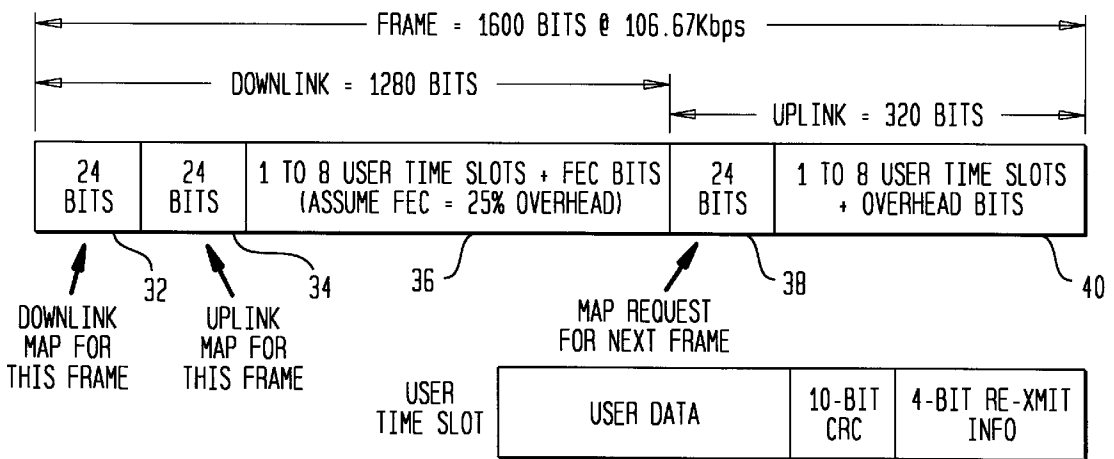 FRAME = 1600 BITS @ 106.67Kbps
DOWNLINK = 1280 BITS
UPLINK = 320 BITS
24 BITS
24 BITS
1 TO 8 USER TIME SLOTS + FEC BITS
(ASSUME FEC = 25% OVERHEAD)
24 BITS
1 TO 8 USER TIME SLOTS
+ OVERHEAD BITS
32
34
36
38
40
DOWNLINK
MAP FOR
THIS FRAME
UPLINK
MAP FOR
THIS FRAME
MAP REQUEST
FOR NEXT FRAME
USER
TIME SLOT
USER DATA
10-BIT
CRC
4-BIT RE-XMIT
INFO